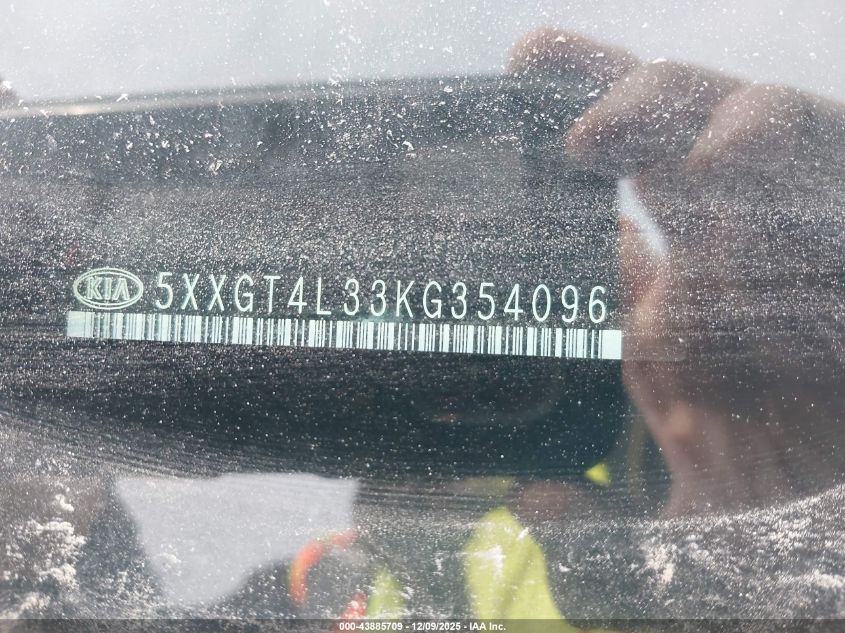 KIA 5XXGT4L33KG354096
000-43885709 - 12/09/2025 - IAA Inc.